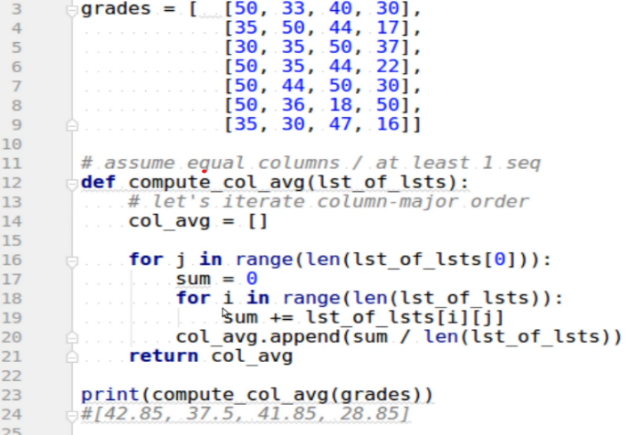 3 grades = [ [50, 33, 40, 30],
4 [35, 50, 44, 17],
5 [30, 35, 50, 37],
6 [50, 35, 44, 22],
7 [50, 44, 50, 30],
8 [50, 36, 18, 50],
9 [35, 30, 47, 16]]
10
11 # assume equal columns / at least 1 seq
12 def compute_col_avg(lst_of_lsts):
13 # let's iterate column-major order
14 col_avg = []
15
16 for j in range(len(lst_of_lsts[0])):
17 sum = 0
18 for i in range(len(lst_of_lsts)):
19 sum += lst_of_lsts[i][j]
20 col_avg.append(sum / len(lst_of_lsts))
21 return col_avg
22
23 print(compute_col_avg(grades))
24 #[42.85, 37.5, 41.85, 28.85]
25